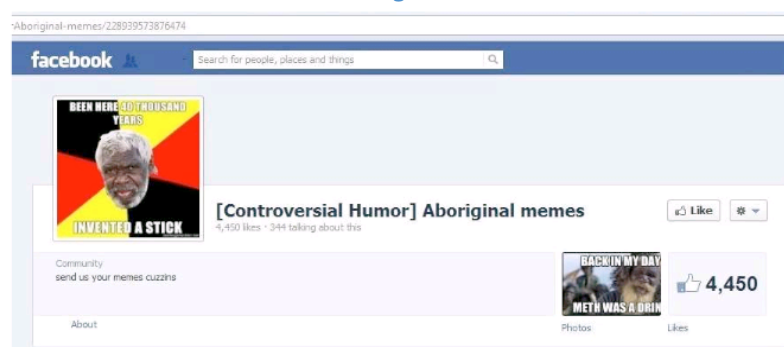 Aboriginal-memes/228939573876474
facebook
Search for people, places and things
BEEN HERE 40 THOUSAND
YEARS
INVENTED A STICK
[Controversial Humor] Aboriginal memes
4,450 likes · 344 talking about this
Like
Community
send us your memes cuzzins
BACK IN MY DAY
METH WAS A DRIN
4,450
About
Photos
Likes